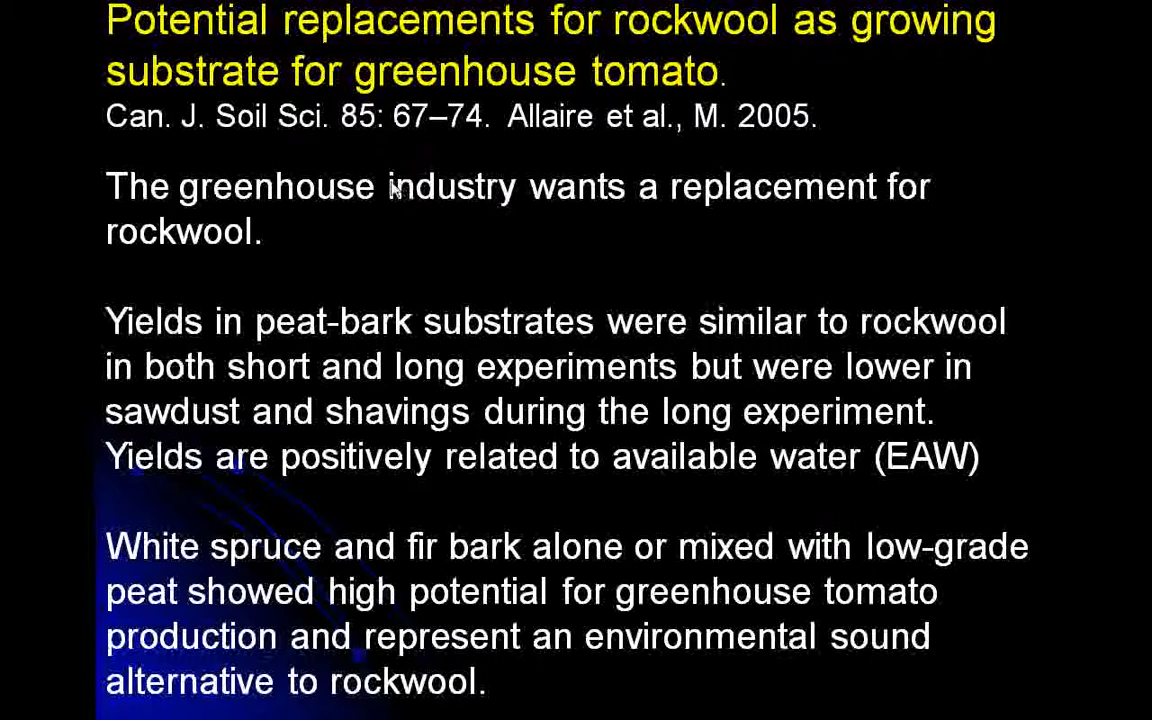 Potential replacements for rockwool as growing
substrate for greenhouse tomato.
Can. J. Soil Sci. 85: 67–74.  Allaire et al., M. 2005.
The greenhouse industry wants a replacement for
rockwool.
Yields in peat-bark substrates were similar to rockwool
in both short and long experiments but were lower in
sawdust and shavings during the long experiment.
Yields are positively related to available water (EAW)
White spruce and fir bark alone or mixed with low-grade
peat showed high potential for greenhouse tomato
production and represent an environmental sound
alternative to rockwool.